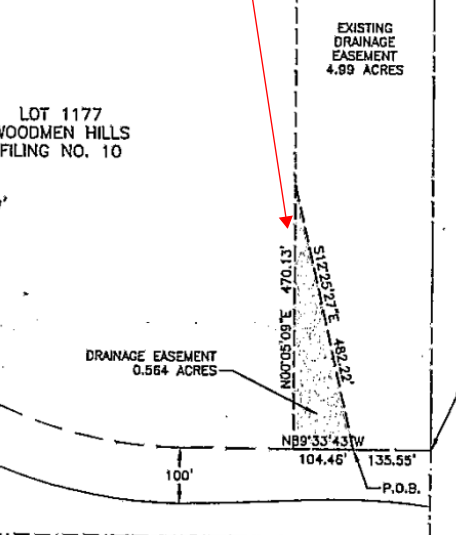 EXISTING
DRAINAGE
EASEMENT
4.99 ACRES
LOT 1177
WOODMEN HILLS
FILING NO. 10
N00°05'09"E 470.13'
S12°25'27"E 482.22'
DRAINAGE EASEMENT
0.564 ACRES
N89°33'43"W
104.46' 135.55'
100'
P.O.B.